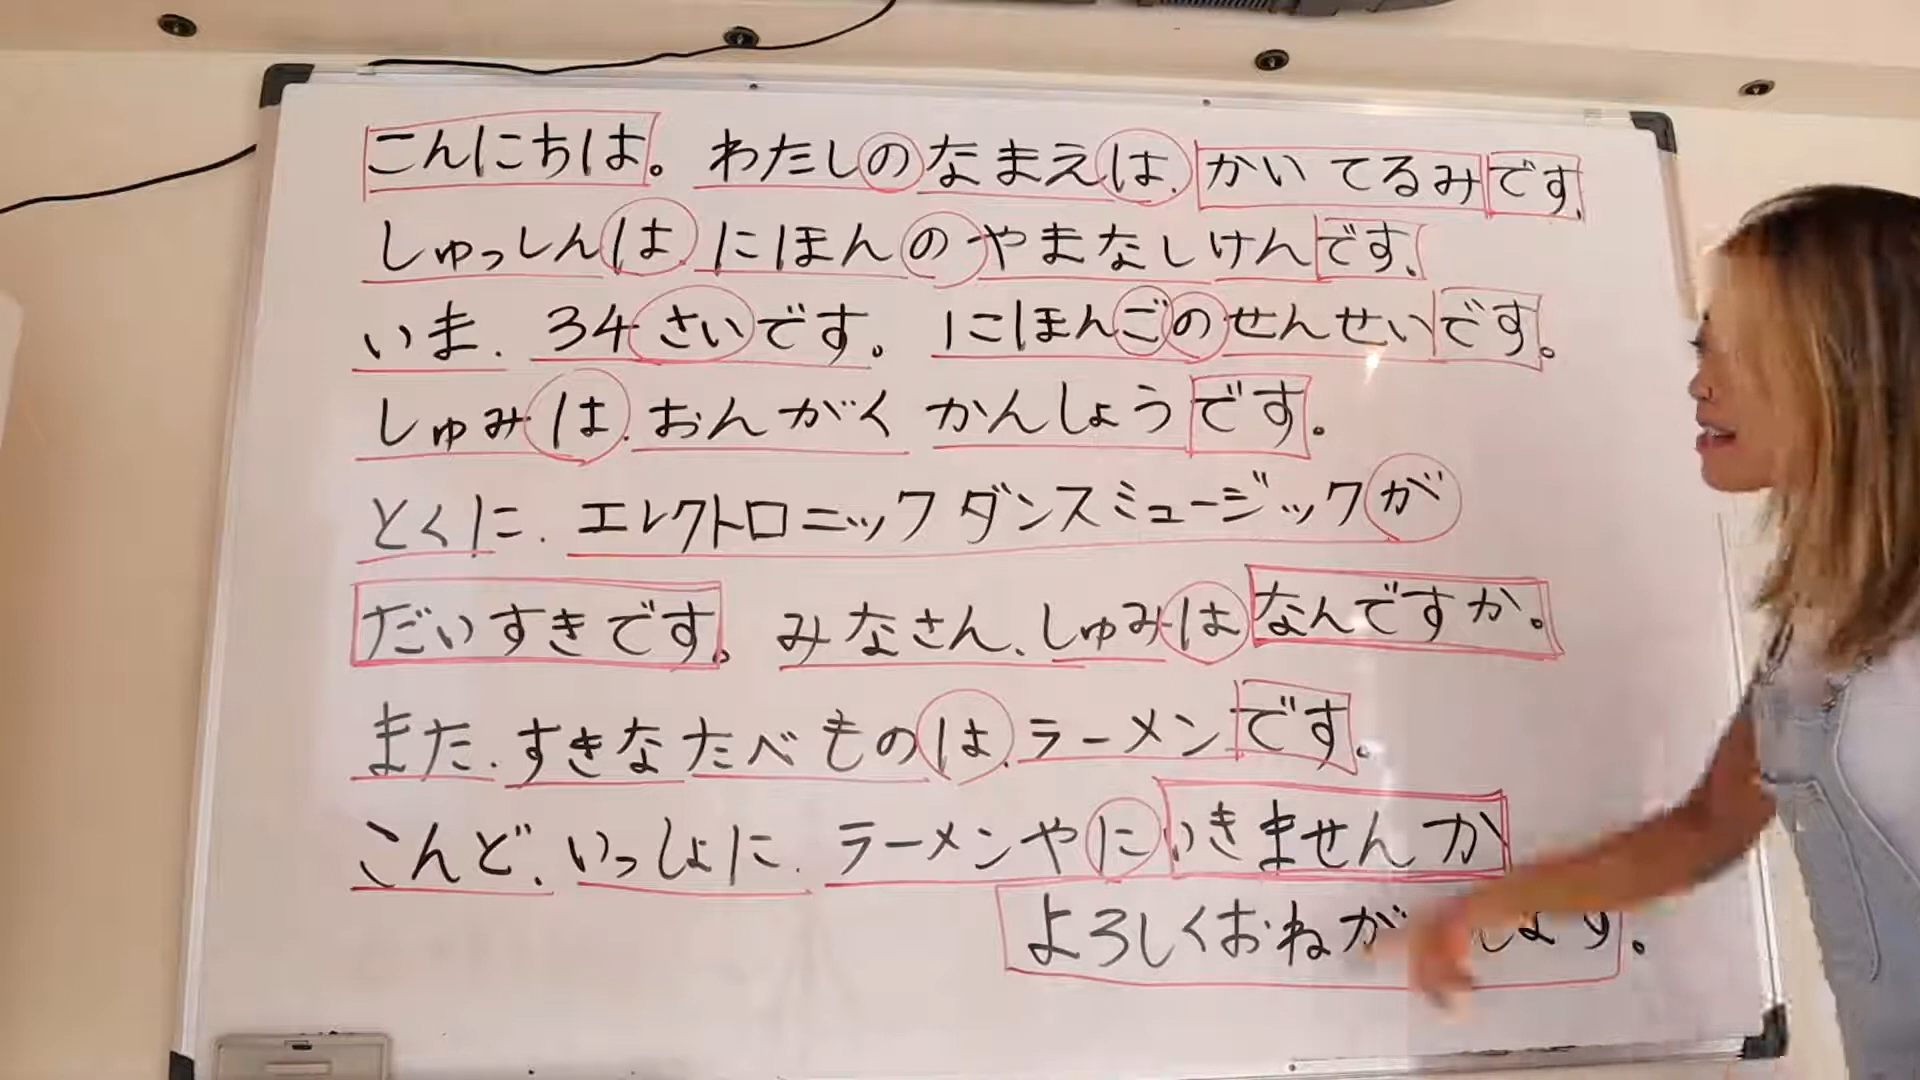 こんにちは。わたしのなまえは、かいてるみです、
しゅっしんは にほんの やまなしけんです、
いま、34さいです。にほんごのせんせいです。
しゅみは、おんがく かんしょうです。
とくに、エレクトロニック ダンスミュージックが
だいすきです。みなさん、しゅみは なんですか。
また、すきなたべものは、ラーメンです。
こんど、いっしょに、ラーメンやに いきませんか
よろしくおねが